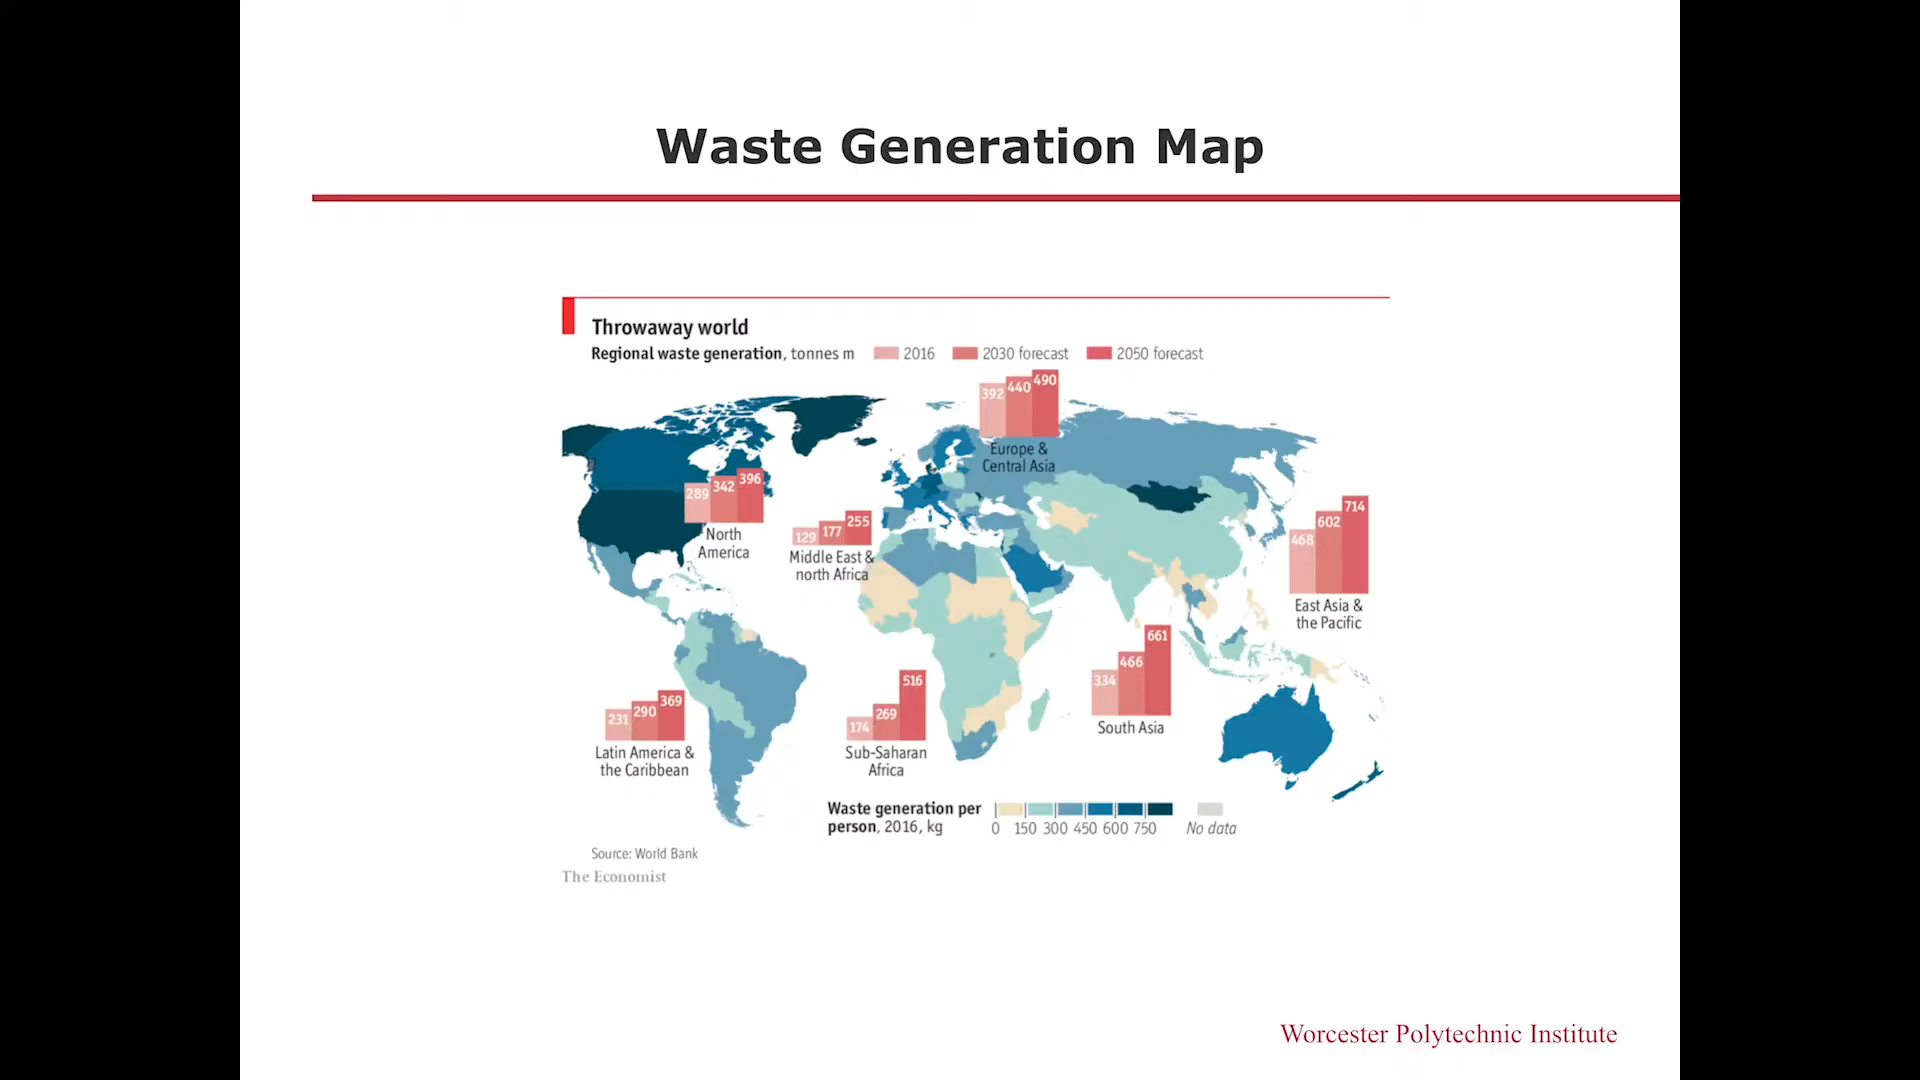 Waste Generation Map
Throwaway world
Regional waste generation, tonnes m 2016 2030 forecast 2050 forecast
392 440 490
Europe &
Central Asia
289 342 396
North
America
129 177 255
Middle East &
north Africa
468 602 714
East Asia &
the Pacific
334 466 661
South Asia
231 290 369
Latin America &
the Caribbean
174 269 516
Sub-Saharan
Africa
Waste generation per
person, 2016, kg
0 150 300 450 600 750 No data
Source: World Bank
The Economist
Worcester Polytechnic Institute